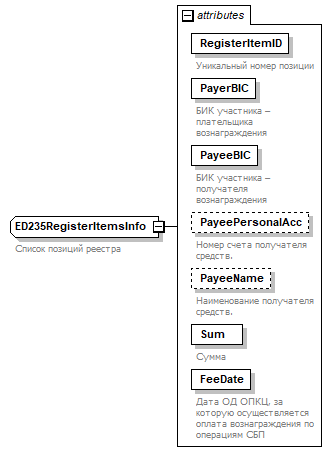 attributes
RegisterItemID
Уникальный номер позиции
PayerBIC
БИК участника –
плательщика
вознаграждения
PayeeBIC
БИК участника –
получателя
вознаграждения
ED235RegisterItemsInfo
Список позиций реестра
PayeePersonalAcc
Номер счета получателя
средств.
PayeeName
Наименование получателя
средств.
Sum
Сумма
FeeDate
Дата ОД ОПКЦ, за
которую осуществляется
оплата вознаграждения по
операциям СБП